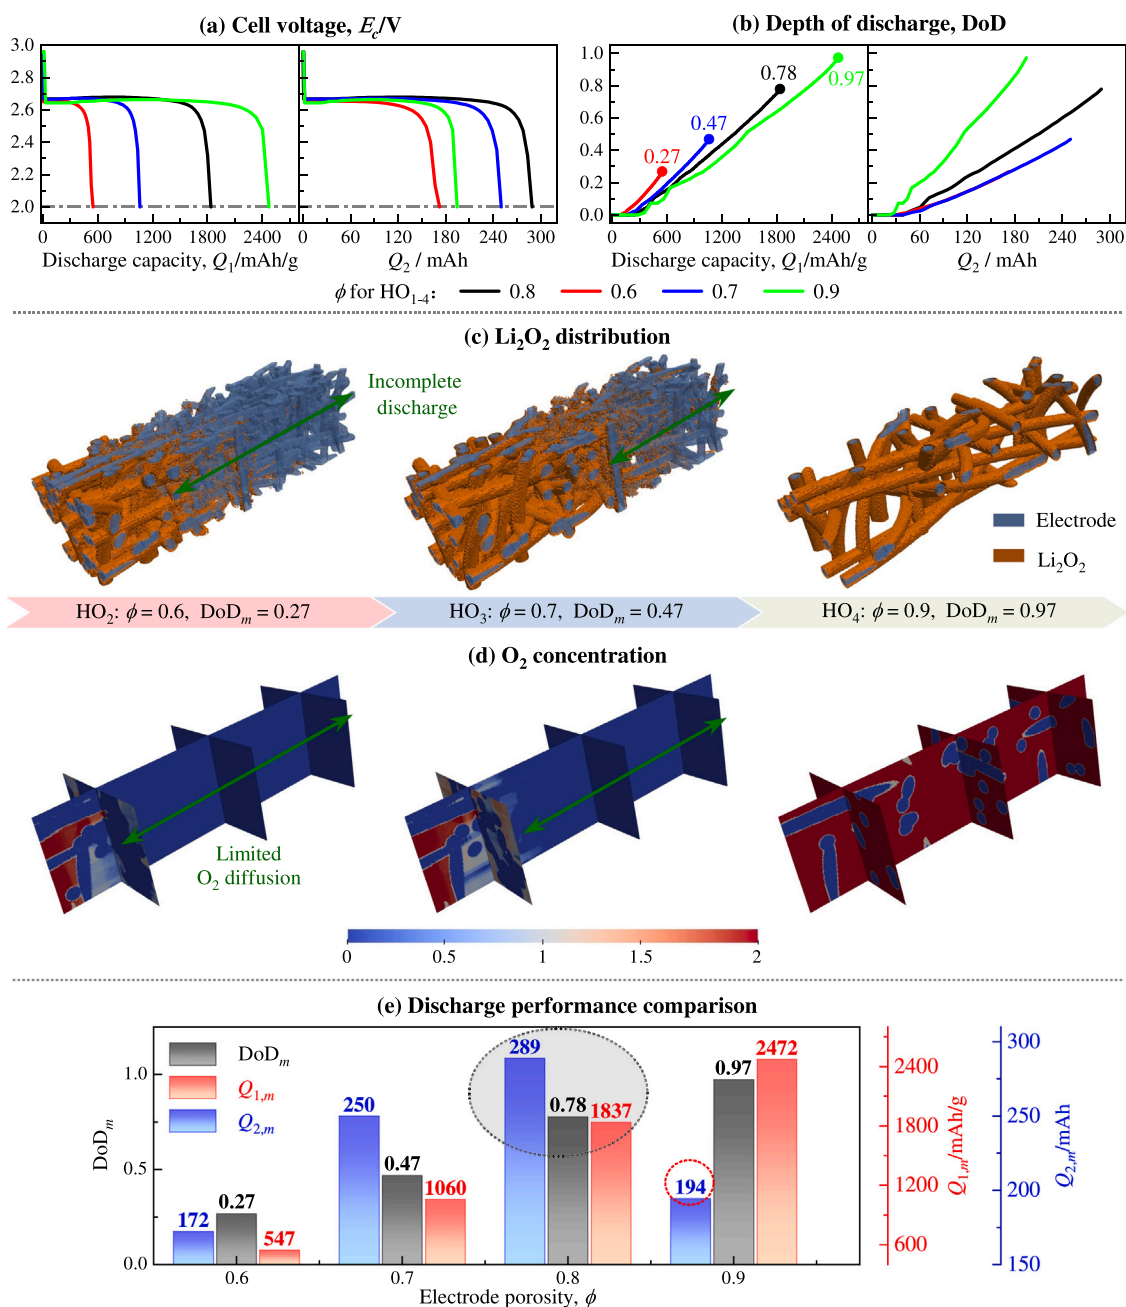 (a) Cell voltage, E_c/V
(b) Depth of discharge, DoD
3.0
2.8
2.6
2.4
2.2
2.0
0 600 1200 1800 2400 0 60 120 180 240 300
Discharge capacity, Q₁/mAh/g
Q₂ / mAh
1.0
0.8
0.6
0.4
0.2
0.0
0.27
0.47
0.78
0.97
0 600 1200 1800 2400 0 60 120 180 240 300
Discharge capacity, Q₁/mAh/g
Q₂ / mAh
ϕ for HO₁₋₄: 0.8 0.6 0.7 0.9
(c) Li₂O₂ distribution
Incomplete
discharge
Electrode
Li₂O₂
HO₂: ϕ = 0.6, DoDₘ = 0.27
HO₃: ϕ = 0.7, DoDₘ = 0.47
HO₄: ϕ = 0.9, DoDₘ = 0.97
(d) O₂ concentration
Limited
O₂ diffusion
0 0.5 1 1.5 2
(e) Discharge performance comparison
DoDₘ
Q₁,ₘ
Q₂,ₘ
DoDₘ
1.0
0.5
0.0
172 0.27 547
250 0.47 1060
289 0.78 1837
194 0.97 2472
0.6 0.7 0.8 0.9
Electrode porosity, ϕ
2400
1800
1200
600
Q₁,ₘ/mAh/g
300
250
200
150
Q₂,ₘ/mAh